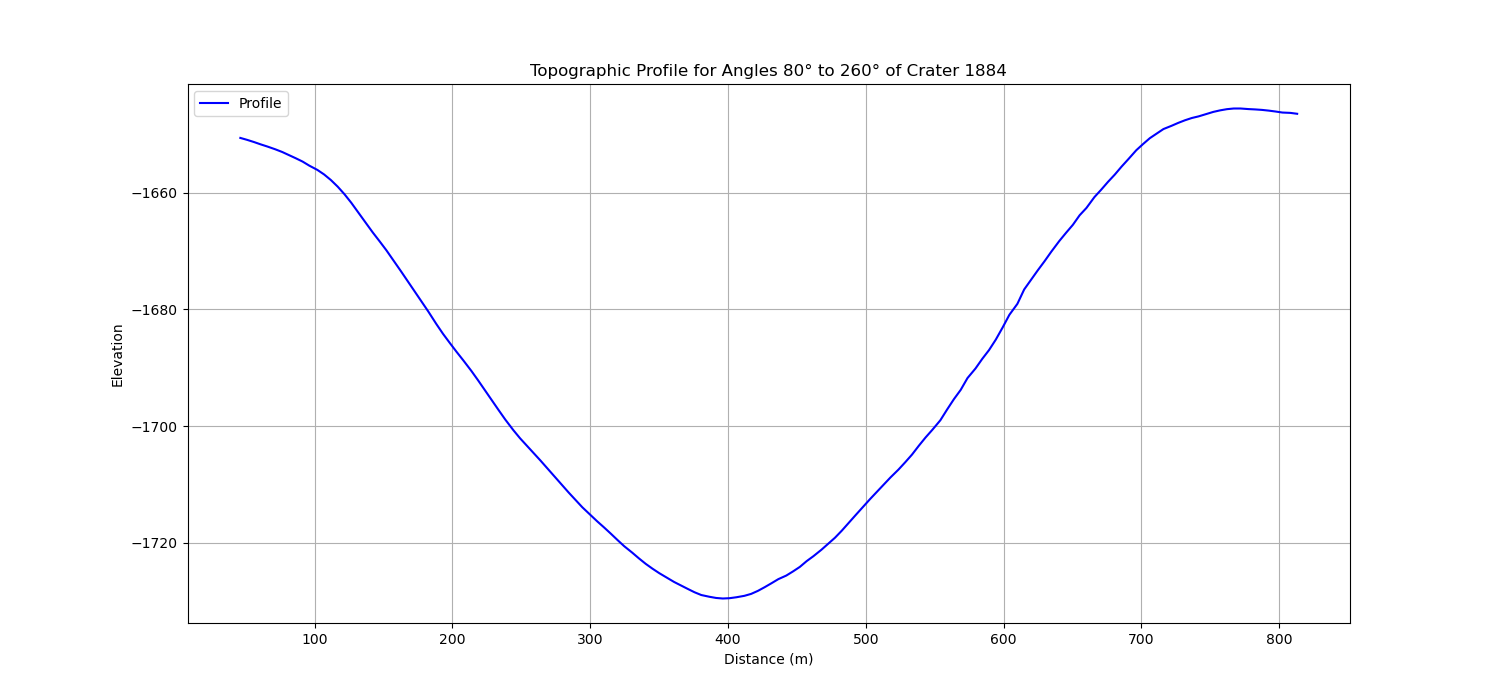 Topographic Profile for Angles 80° to 260° of Crater 1884
Profile
Elevation
−1660
−1680
−1700
−1720
100 200 300 400 500 600 700 800
Distance (m)